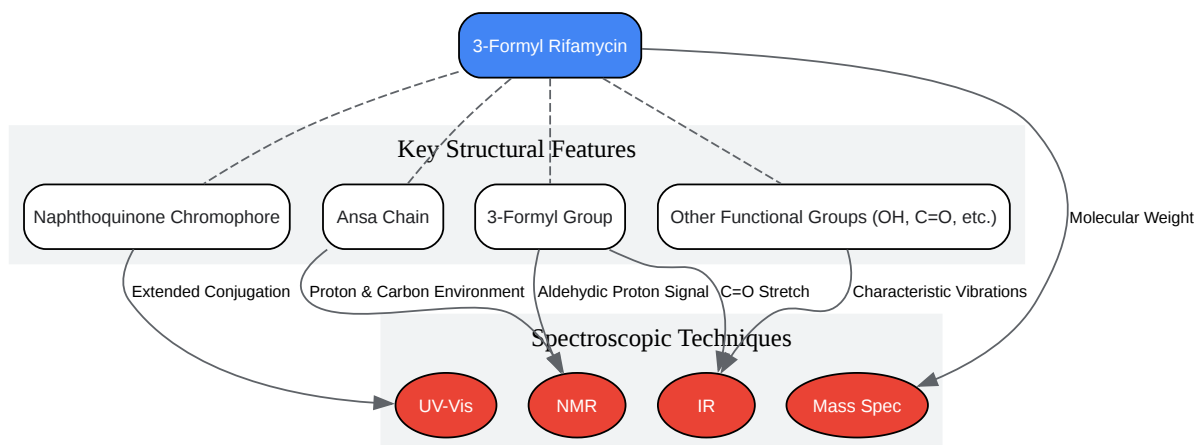 3-Formyl Rifamycin
Key Structural Features
Naphthoquinone Chromophore
Ansa Chain
3-Formyl Group
Other Functional Groups (OH, C=O, etc.)
Molecular Weight
Extended Conjugation
Proton & Carbon Environment
Aldehydic Proton Signal
C=O Stretch
Characteristic Vibrations
Spectroscopic Techniques
UV-Vis
NMR
IR
Mass Spec